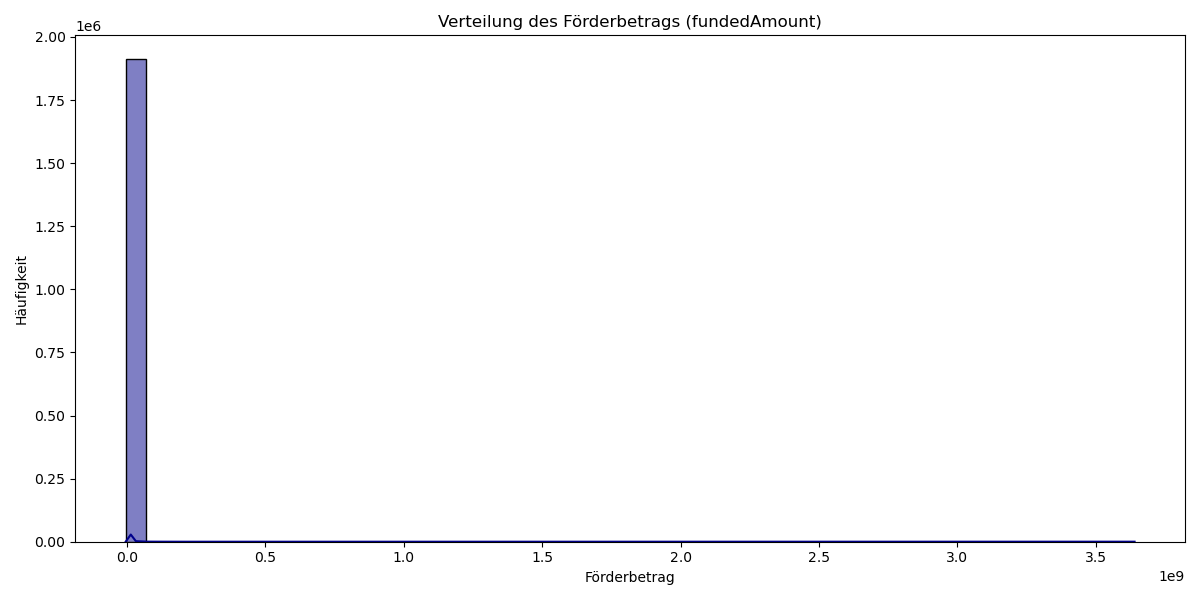 Verteilung des Förderbetrags (fundedAmount)
1e6
2.00
1.75
1.50
1.25
1.00
0.75
0.50
0.25
0.00
Häufigkeit
0.0 0.5 1.0 1.5 2.0 2.5 3.0 3.5
1e9
Förderbetrag